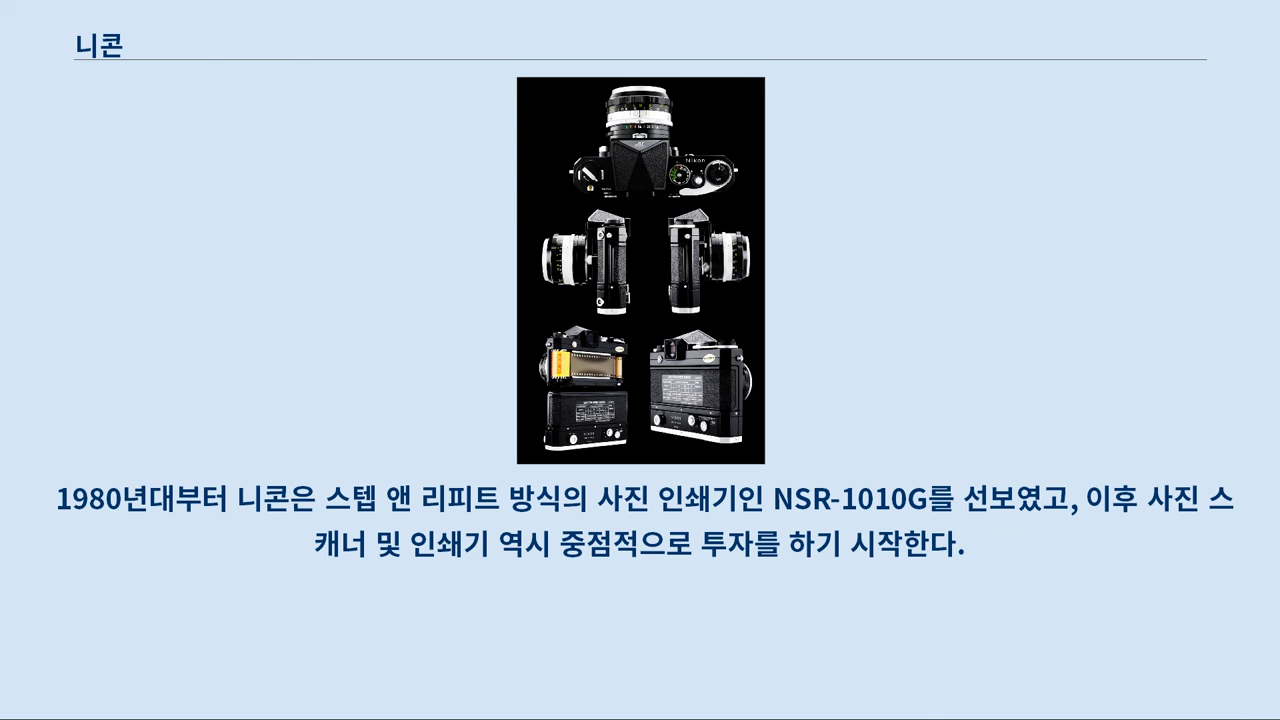 니콘
Nikon
1980년대부터 니콘은 스텝 앤 리피트 방식의 사진 인쇄기인 NSR-1010G를 선보였고, 이후 사진 스
캐너 및 인쇄기 역시 중점적으로 투자를 하기 시작한다.